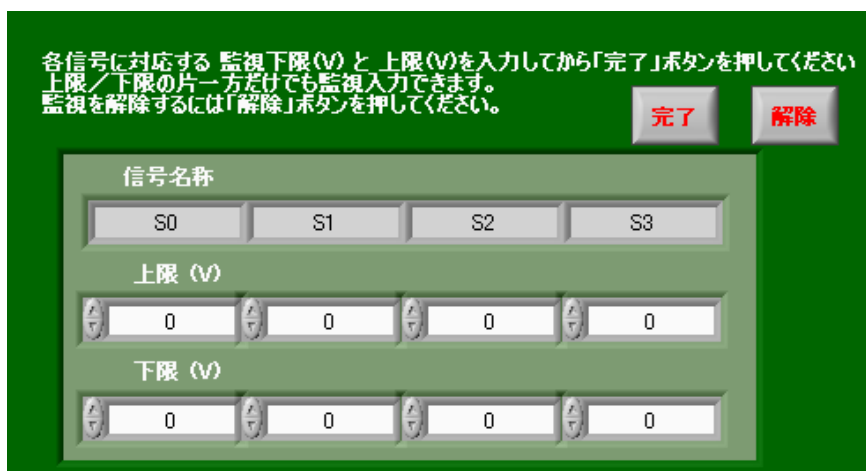 各信号に対応する 監視下限(V) と 上限(V)を入力してから「完了」ボタンを押してください
上限／下限の片一方だけでも監視入力できます。
監視を解除するには「解除」ボタンを押してください。
完了 解除
信号名称
S0 S1 S2 S3
上限 (V)
0 0 0 0
下限 (V)
0 0 0 0